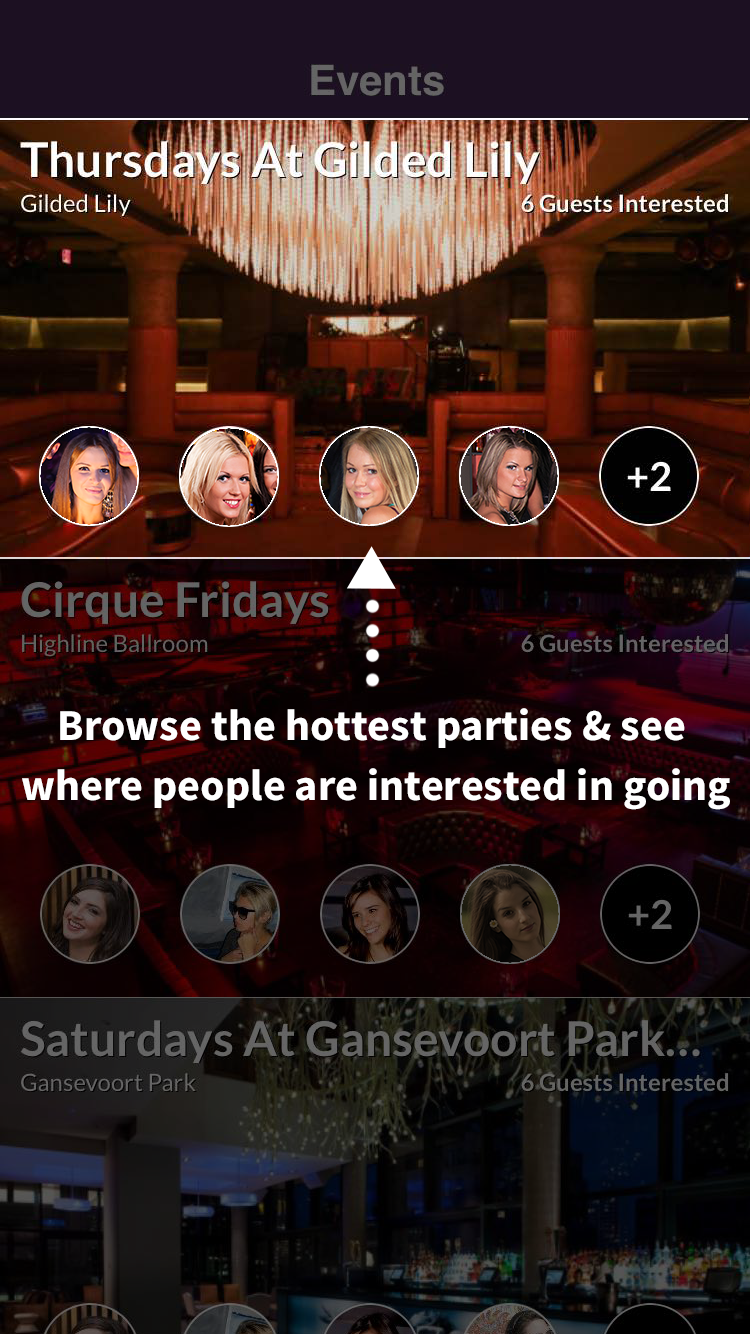 Events
Thursdays At Gilded Lily
Gilded Lily
6 Guests Interested
+2
Cirque Fridays
Highline Ballroom
6 Guests Interested
Browse the hottest parties & see
where people are interested in going
+2
Saturdays At Gansevoort Park...
Gansevoort Park
6 Guests Interested